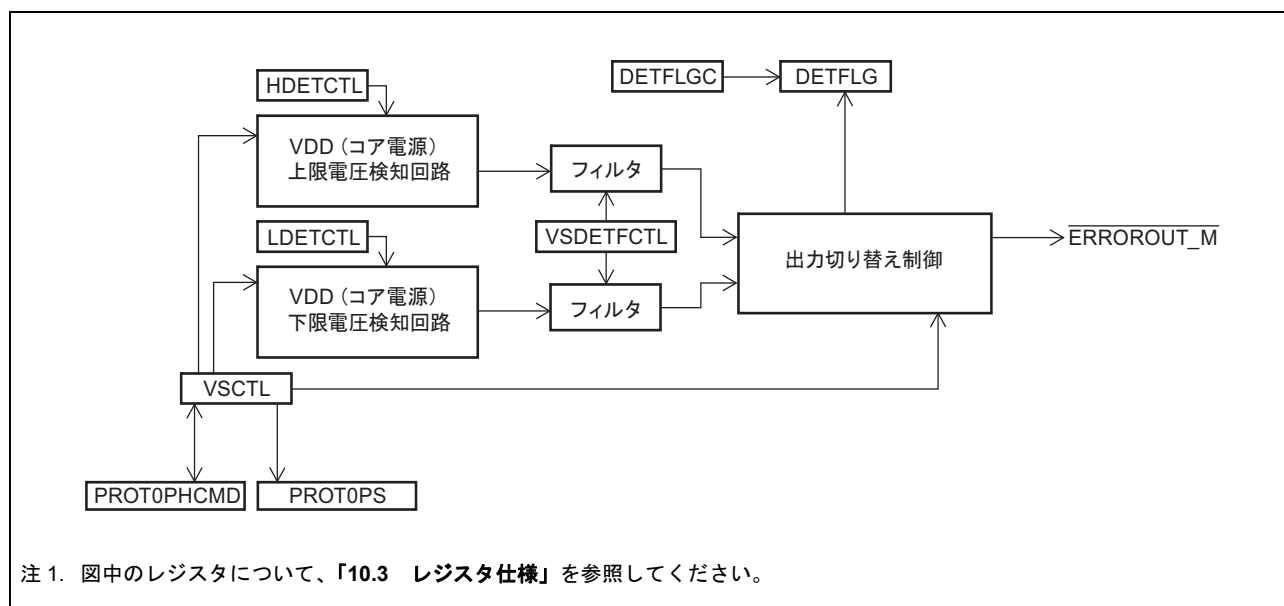 DETFLGC
DETFLG
HDETCTL
VDD（コア電源）
上限電圧検知回路
フィルタ
LDETCTL
VSDETFCTL
出力切り替え制御
ERROROUT_M
VDD（コア電源）
下限電圧検知回路
フィルタ
VSCTL
PROT0PHCMD
PROT0PS
注 1. 図中のレジスタについて、「10.3 レジスタ仕様」を参照してください。